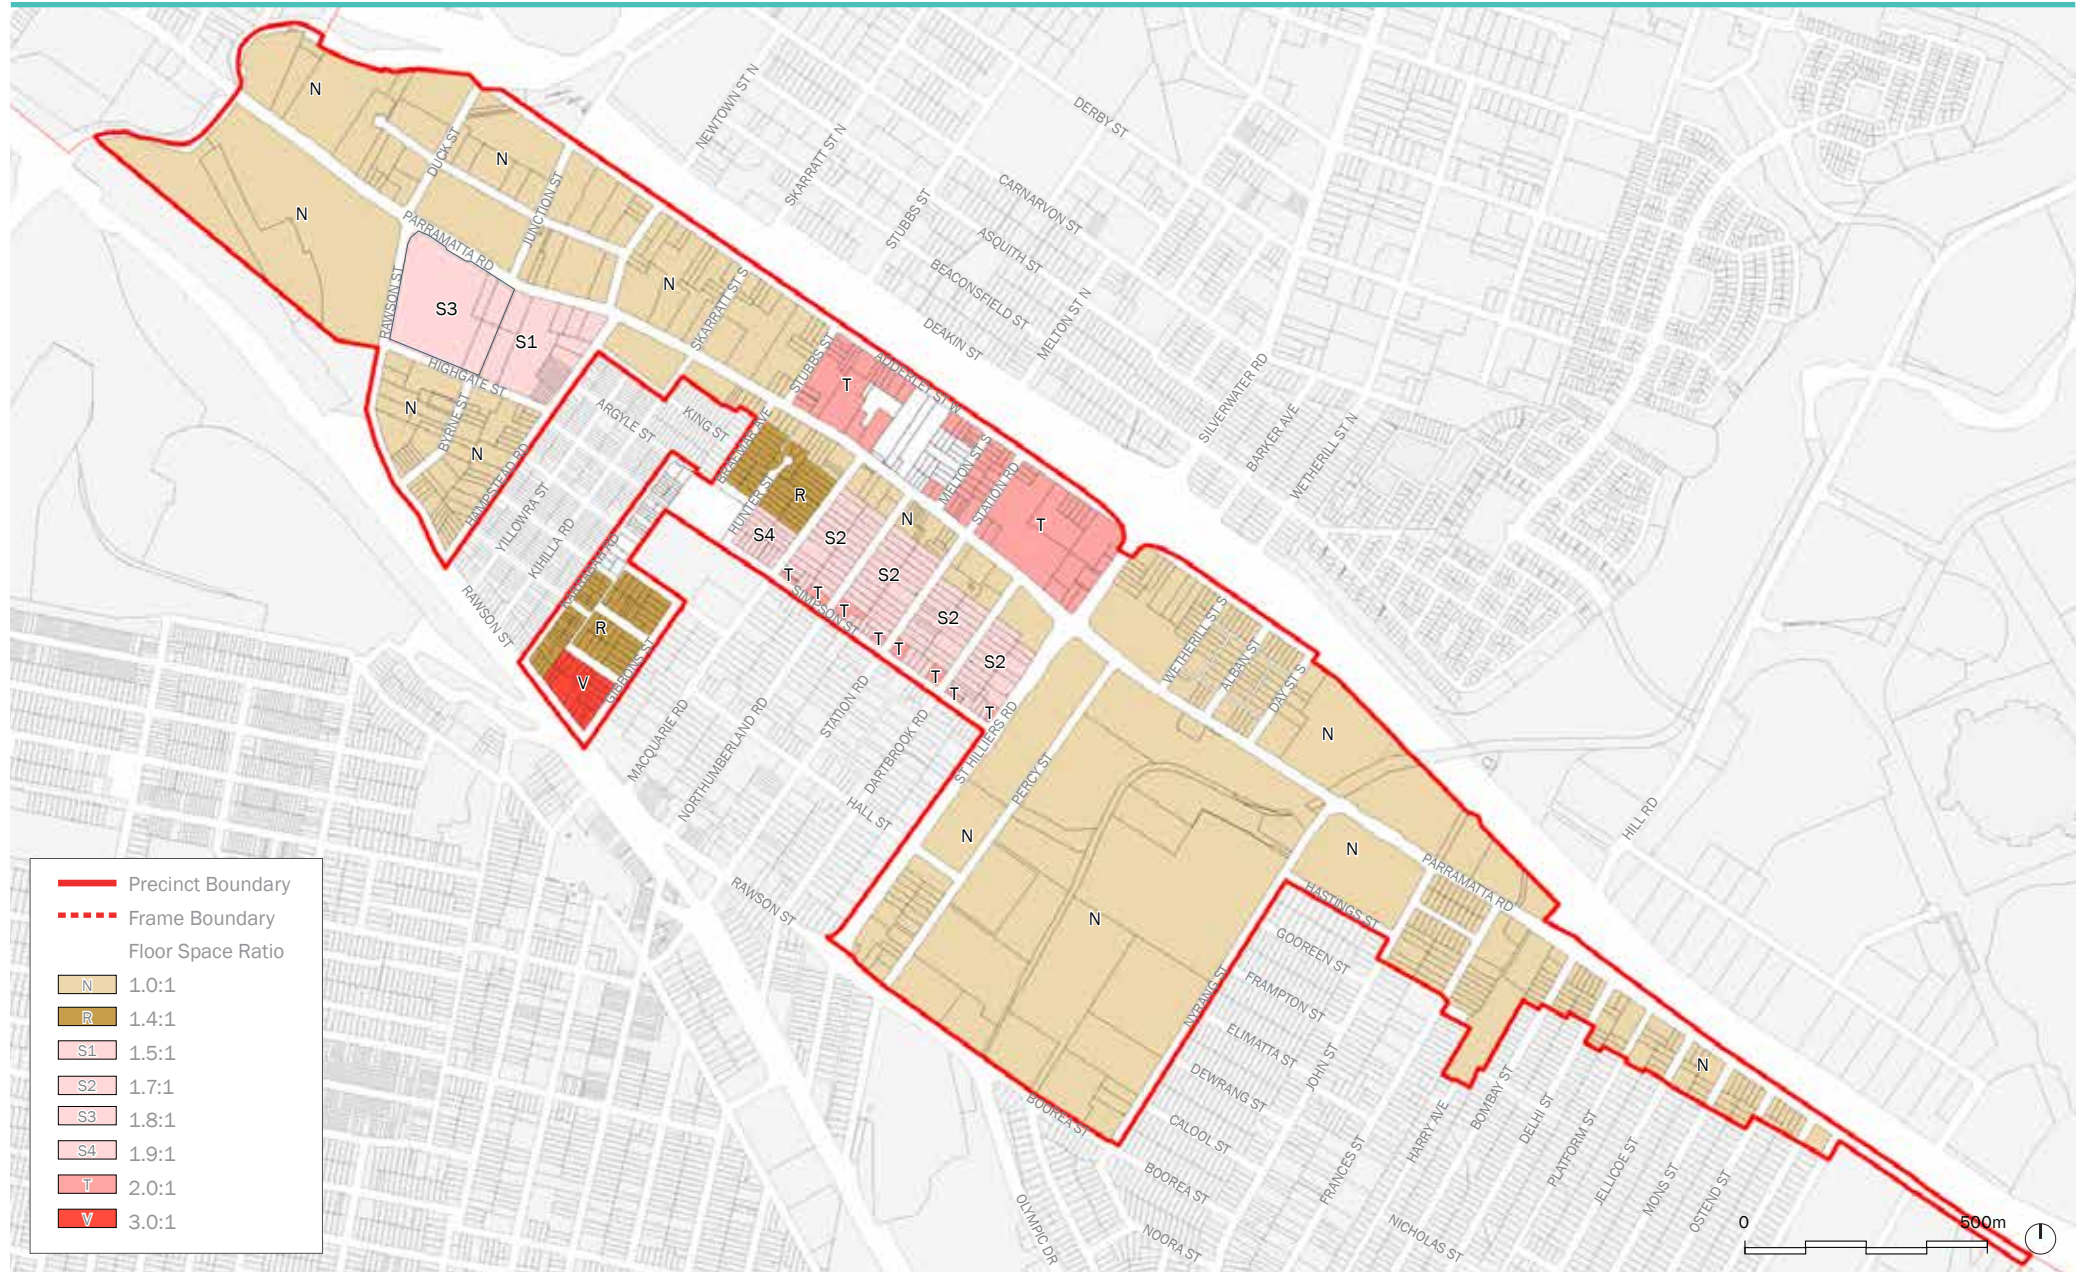 NEWTOWN ST N
DERBY ST
N
SKARRATT ST N
DUCK ST
N
CARNARVON ST
STUBBS ST
JUNCTION ST
N
PARRAMATTA RD
ASQUITH ST
BEACONSFIELD ST
MELTON ST N
N
SKARRATT ST S
RAWSON ST
S3
DEAKIN ST
S1
STUBBS ST
ADDERLEY ST W
T
SILVERWATER RD
HIGHGATE ST
N
BYRNE ST
ARGYLE ST
KING ST
BARKER AVE
WETHERILL ST N
BRAEMAR AVE
N
HAMPSTEAD RD
MELTON ST S
STATION RD
R
HUNTER ST
N
T
YILLOWRA ST
S4
S2
KIHILLA RD
KARRABAH RD
S2
T
T
T
SIMPSON ST
RAWSON ST
R
S2
WETHERILL ST S
T
T
S2
ALBAN ST
GIBBONS ST
V
T
T
DAY ST S
T
MACQUARIE RD
NORTHUMBERLAND RD
STATION RD
DARTBROOK RD
ST HILLIERS RD
N
PERCY ST
HALL ST
N
N
HILL RD
PARRAMATTA RD
RAWSON ST
HASTINGS ST
N
GOOREEN ST
FRAMPTON ST
NYRANG ST
ELIMATTA ST
JOHN ST
DEWRANG ST
N
BOOREA ST
CALOOL ST
HARRY AVE
BOMBAY ST
DELHI ST
PLATFORM ST
JELLICOE ST
MONS ST
OSTEND ST
BOOREA ST
FRANCES ST
OLYMPIC DR
NOORA ST
NICHOLAS ST
Precinct Boundary
Frame Boundary
Floor Space Ratio
N 1.0:1
R 1.4:1
S1 1.5:1
S2 1.7:1
S3 1.8:1
S4 1.9:1
T 2.0:1
V 3.0:1
0 500m